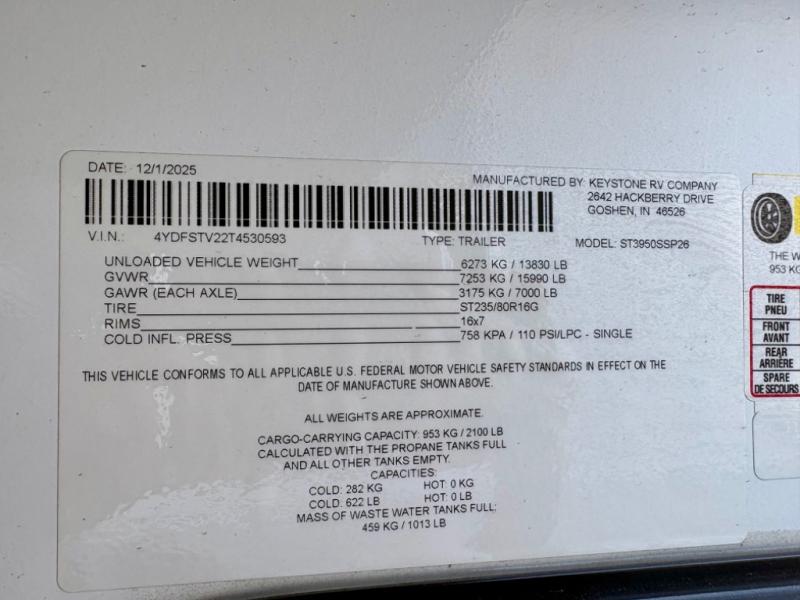 DATE: 12/1/2025
MANUFACTURED BY: KEYSTONE RV COMPANY
2642 HACKBERRY DRIVE
GOSHEN, IN 46526
V.I.N.: 4YDFSTV22T4530593 TYPE: TRAILER MODEL: ST3950SSP26
UNLOADED VEHICLE WEIGHT 6273 KG / 13830 LB
GVWR 7253 KG / 15990 LB
GAWR (EACH AXLE) 3175 KG / 7000 LB
TIRE ST235/80R16G
RIMS 16x7
COLD INFL. PRESS 758 KPA / 110 PSI/LPC - SINGLE
THIS VEHICLE CONFORMS TO ALL APPLICABLE U.S. FEDERAL MOTOR VEHICLE SAFETY STANDARDS IN EFFECT ON THE
DATE OF MANUFACTURE SHOWN ABOVE.
ALL WEIGHTS ARE APPROXIMATE.
CARGO-CARRYING CAPACITY: 953 KG / 2100 LB
CALCULATED WITH THE PROPANE TANKS FULL
AND ALL OTHER TANKS EMPTY.
CAPACITIES:
COLD: 282 KG HOT: 0 KG
COLD: 622 LB HOT: 0 LB
MASS OF WASTE WATER TANKS FULL:
459 KG / 1013 LB
THE W
953 KG
TIRE
PNEU
FRONT
AVANT
REAR
ARRIÈRE
SPARE
DE SECOURS